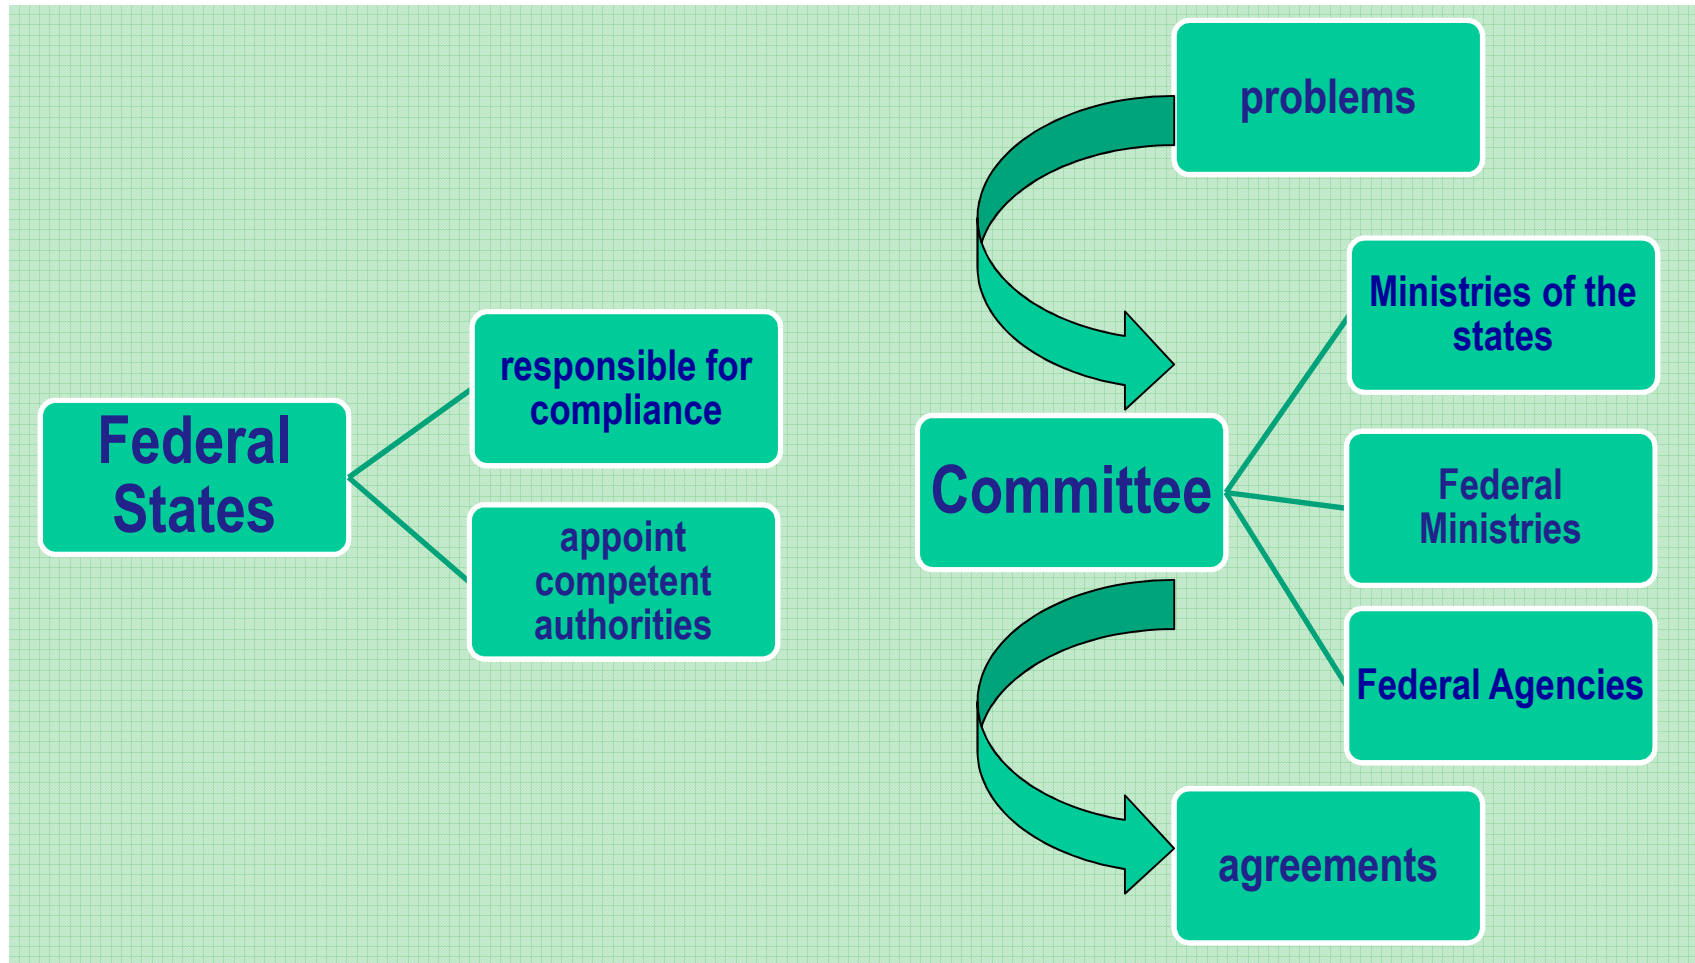 Federal
States
responsible for
compliance
appoint
competent
authorities
problems
Committee
Ministries of the
states
Federal
Ministries
Federal Agencies
agreements